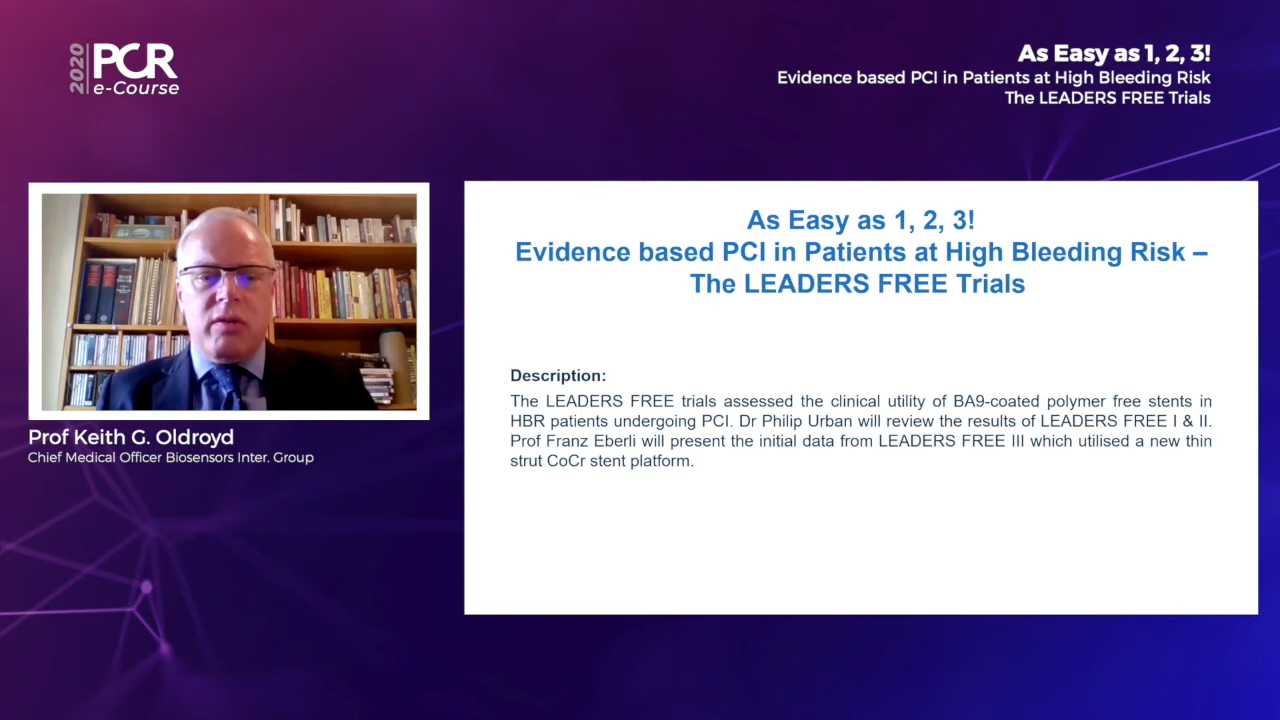 2020
PCR
e-Course
As Easy as 1, 2, 3!
Evidence based PCI in Patients at High Bleeding Risk
The LEADERS FREE Trials
As Easy as 1, 2, 3!
Evidence based PCI in Patients at High Bleeding Risk –
The LEADERS FREE Trials
Description:
The LEADERS FREE trials assessed the clinical utility of BA9-coated polymer free stents in
HBR patients undergoing PCI. Dr Philip Urban will review the results of LEADERS FREE I & II.
Prof Franz Eberli will present the initial data from LEADERS FREE III which utilised a new thin
strut CoCr stent platform.
Prof Keith G. Oldroyd
Chief Medical Officer Biosensors Inter. Group